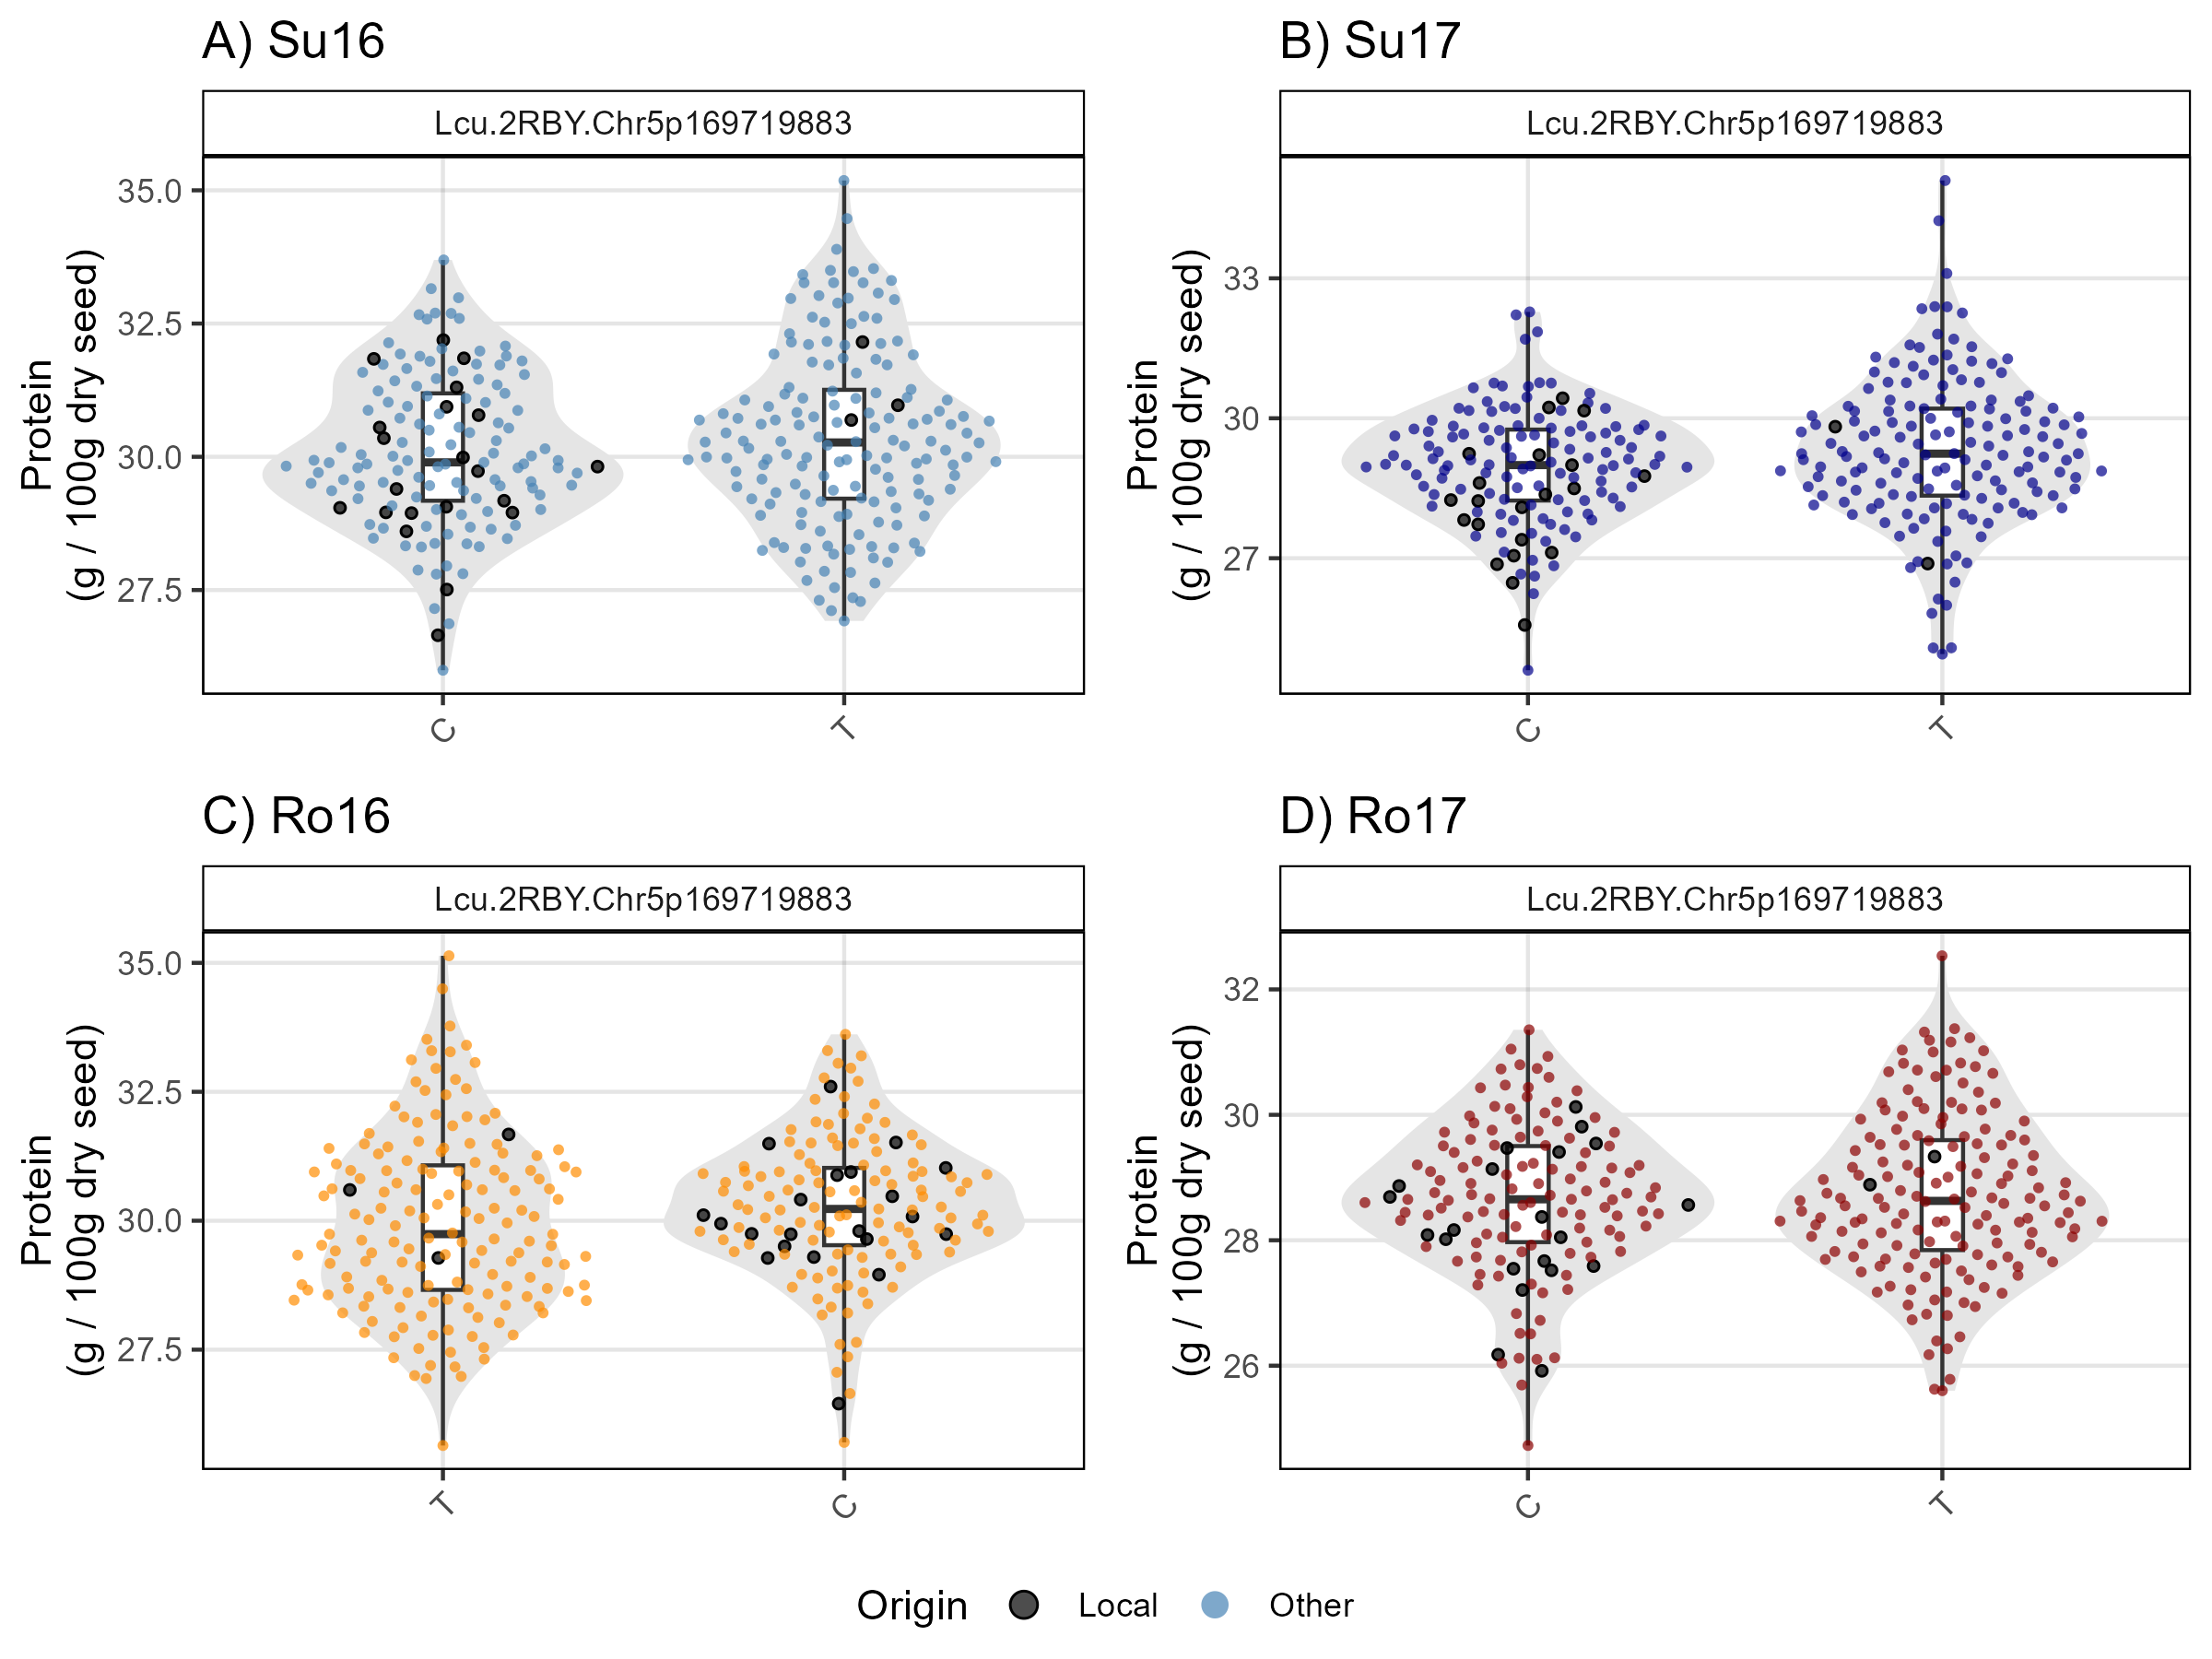 A) Su16
Lcu.2RBY.Chr5p169719883
Protein
(g / 100g dry seed)
35.0
32.5
30.0
27.5
C
T
B) Su17
Lcu.2RBY.Chr5p169719883
Protein
(g / 100g dry seed)
33
30
27
C
T
C) Ro16
Lcu.2RBY.Chr5p169719883
Protein
(g / 100g dry seed)
35.0
32.5
30.0
27.5
T
C
D) Ro17
Lcu.2RBY.Chr5p169719883
Protein
(g / 100g dry seed)
32
30
28
26
C
T
Origin Local Other